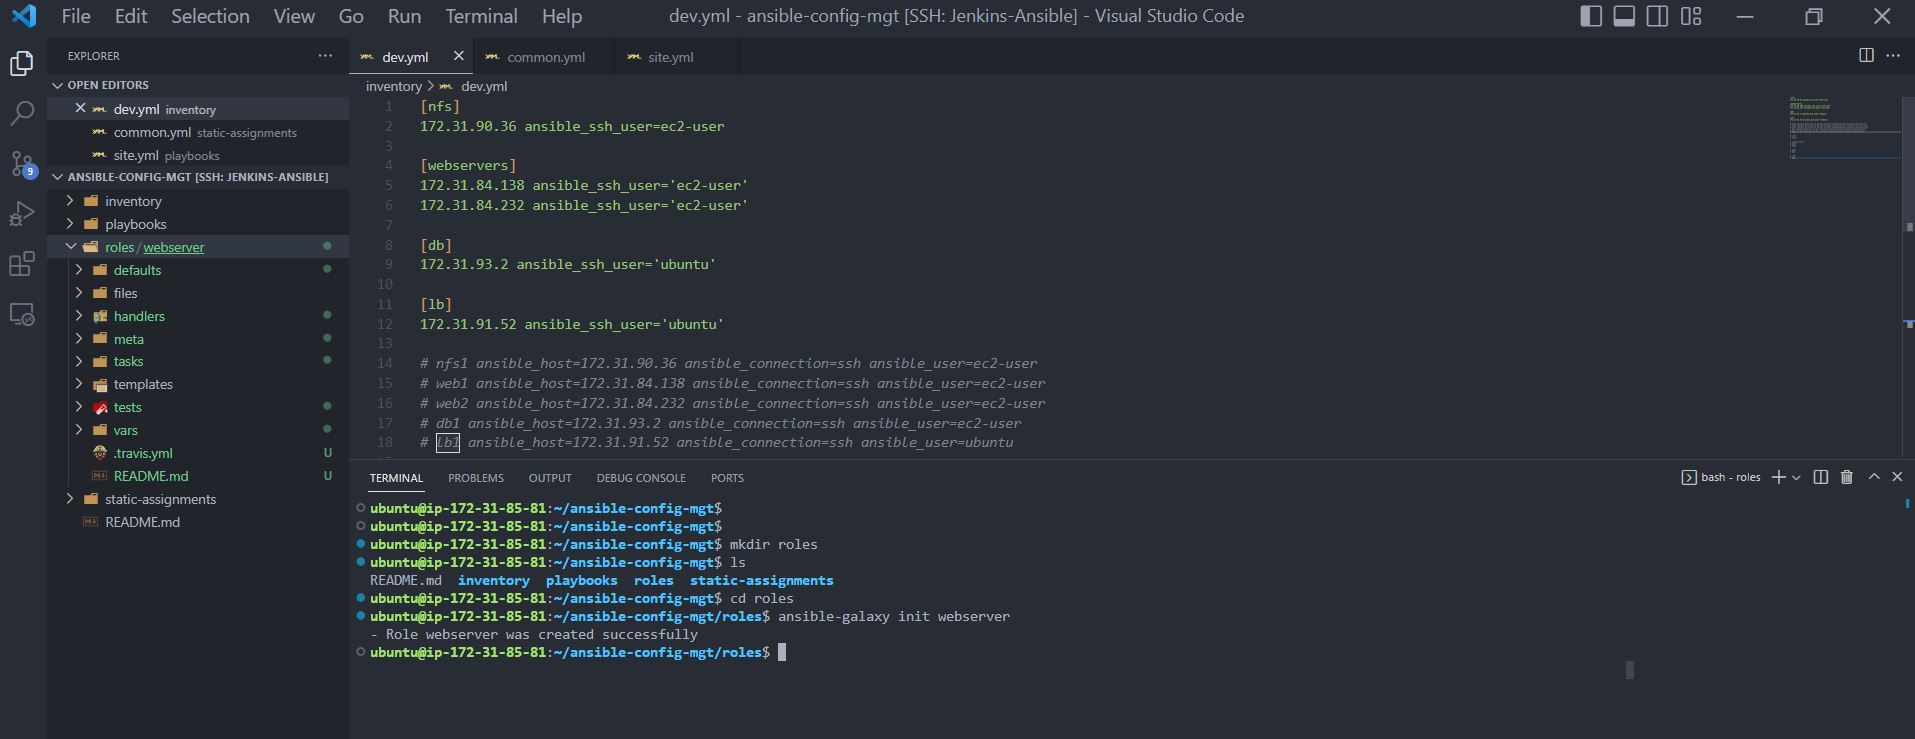 File Edit Selection View Go Run Terminal Help dev.yml - ansible-config-mgt [SSH: Jenkins-Ansible] - Visual Studio Code
EXPLORER
OPEN EDITORS
dev.yml inventory
common.yml static-assignments
site.yml playbooks
9
ANSIBLE-CONFIG-MGT [SSH: JENKINS-ANSIBLE]
inventory
playbooks
roles / webserver
defaults
files
handlers
meta
tasks
templates
tests
vars
.travis.yml U
README.md U
static-assignments
README.md
dev.yml common.yml site.yml
inventory > dev.yml
1 [nfs]
2 172.31.90.36 ansible_ssh_user=ec2-user
3
4 [webservers]
5 172.31.84.138 ansible_ssh_user='ec2-user'
6 172.31.84.232 ansible_ssh_user='ec2-user'
7
8 [db]
9 172.31.93.2 ansible_ssh_user='ubuntu'
10
11 [lb]
12 172.31.91.52 ansible_ssh_user='ubuntu'
13
14 # nfs1 ansible_host=172.31.90.36 ansible_connection=ssh ansible_user=ec2-user
15 # web1 ansible_host=172.31.84.138 ansible_connection=ssh ansible_user=ec2-user
16 # web2 ansible_host=172.31.84.232 ansible_connection=ssh ansible_user=ec2-user
17 # db1 ansible_host=172.31.93.2 ansible_connection=ssh ansible_user=ec2-user
18 # lb1 ansible_host=172.31.91.52 ansible_connection=ssh ansible_user=ubuntu
TERMINAL PROBLEMS OUTPUT DEBUG CONSOLE PORTS bash - roles
ubuntu@ip-172-31-85-81:~/ansible-config-mgt$
ubuntu@ip-172-31-85-81:~/ansible-config-mgt$
ubuntu@ip-172-31-85-81:~/ansible-config-mgt$ mkdir roles
ubuntu@ip-172-31-85-81:~/ansible-config-mgt$ ls
README.md inventory playbooks roles static-assignments
ubuntu@ip-172-31-85-81:~/ansible-config-mgt$ cd roles
ubuntu@ip-172-31-85-81:~/ansible-config-mgt/roles$ ansible-galaxy init webserver
- Role webserver was created successfully
ubuntu@ip-172-31-85-81:~/ansible-config-mgt/roles$